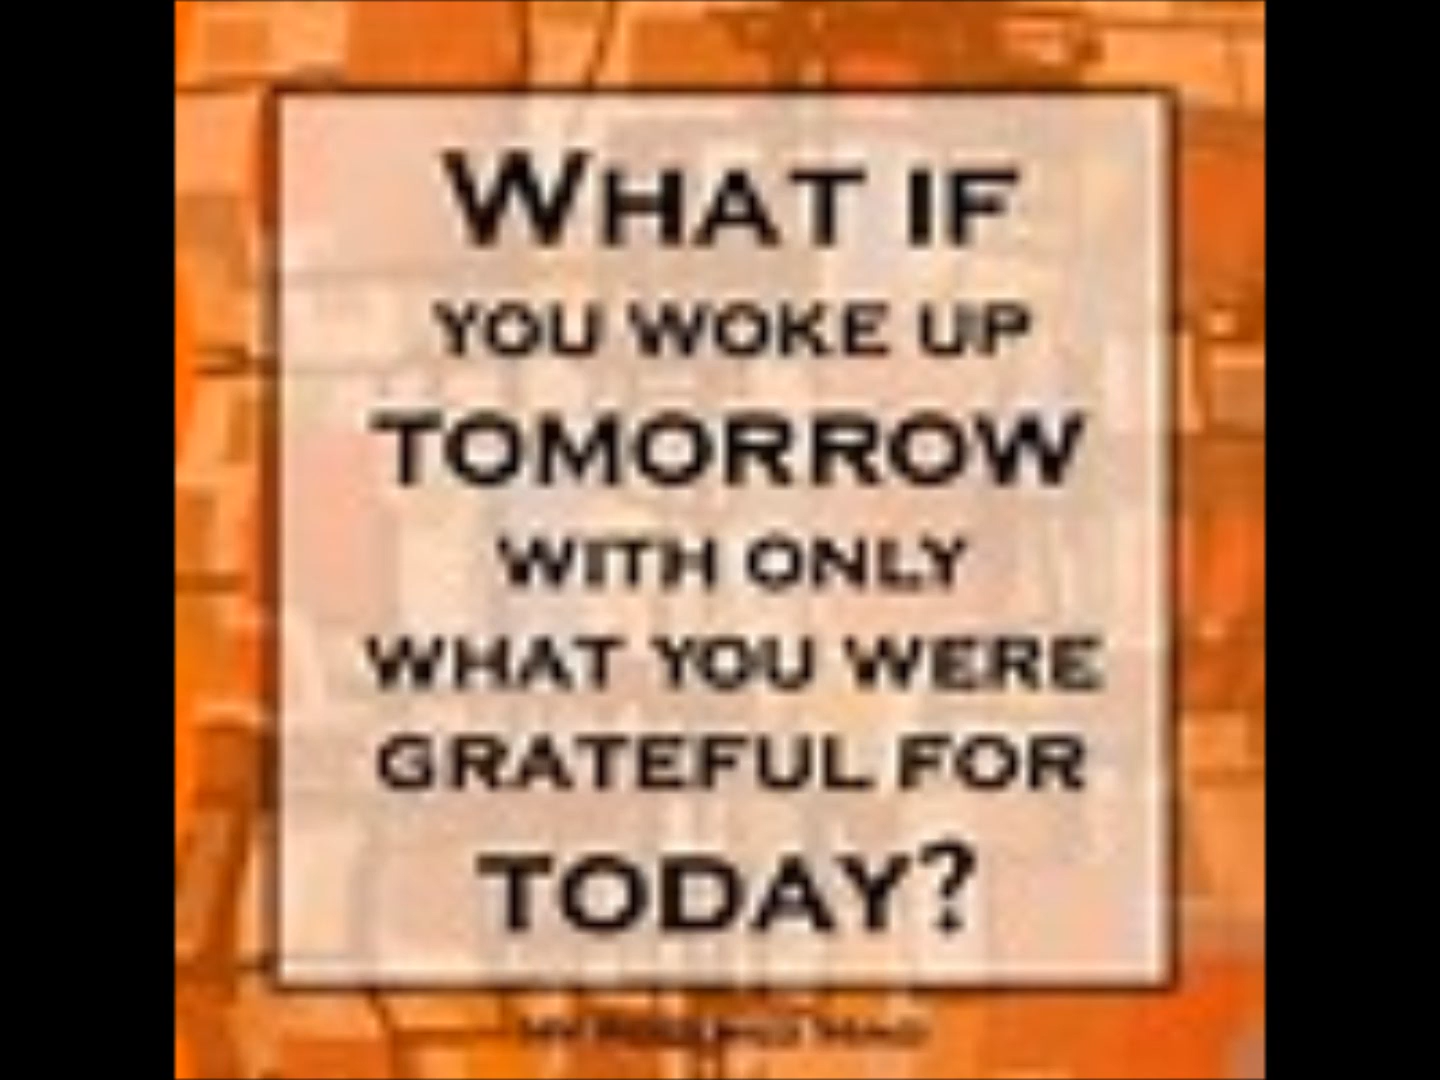 WHAT IF
YOU WOKE UP
TOMORROW
WITH ONLY
WHAT YOU WERE
GRATEFUL FOR
TODAY?